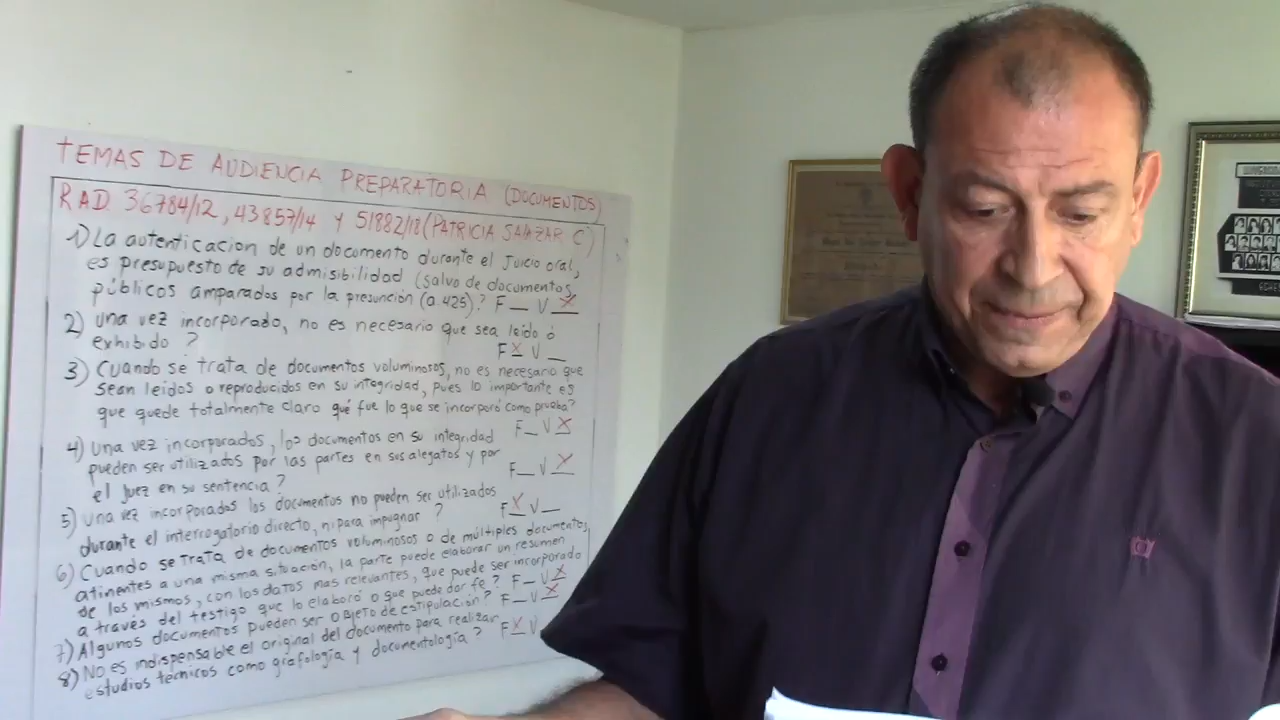 TEMAS DE AUDIENCIA PREPARATORIA (DOCUMENTOS)
RAD. 36784/12, 43857/14 Y 51882/18 (PATRICIA SALAZAR C)
1) La autenticacion de un documento durante el juicio oral,
es presupuesto de su admisibilidad (salvo de documentos
públicos amparados por la presunción (a. 425)? F __ V X
2) Una vez incorporado, no es necesario que sea leído ó
exhibido ? F X V __
3) Cuando se trata de documentos voluminosos, no es necesario que
sean leidos o reproducidos en su integridad, pues lo importante es
que quede totalmente claro qué fue lo que se incorporó como prueba?
F __ V X
4) Una vez incorporados, los documentos en su integridad
pueden ser utilizados por las partes en sus alegatos y por
el juez en su sentencia ? F __ V X
5) Una vez incorporados los documentos no pueden ser utilizados
durante el interrogatorio directo, ni para impugnar ? F X V __
6) Cuando se trata de documentos voluminosos o de múltiples documentos
atinentes a una misma situación, la parte puede elaborar un resumen
de los mismos, con los datos mas relevantes, que puede ser incorporado
a través del testigo que lo elaboró o que puede dar fe ? F __ V X
7) Algunos documentos pueden ser objeto de estipulación? F __ V X
8) No es indispensable el original del documento para realizar
estudios técnicos como grafología y documentología ? F X V